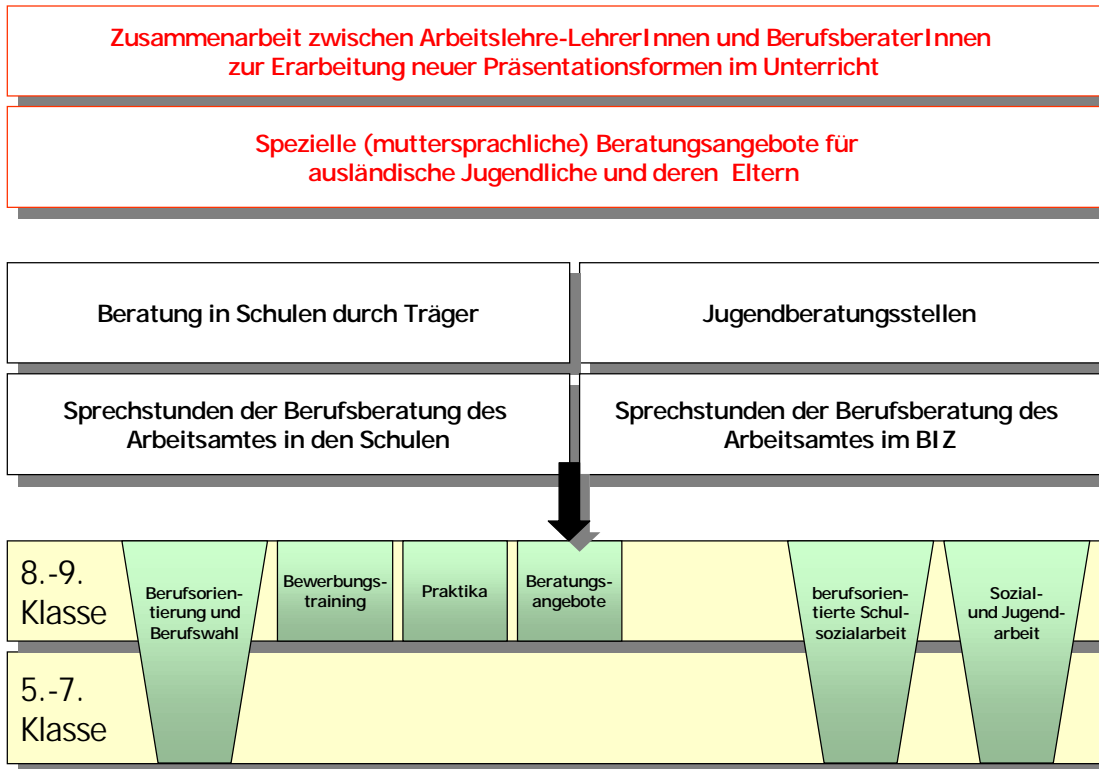 Zusammenarbeit zwischen Arbeitslehre-LehrerInnen und BerufsberaterInnen
zur Erarbeitung neuer Präsentationsformen im Unterricht
Spezielle (muttersprachliche) Beratungsangebote für
ausländische Jugendliche und deren Eltern
Beratung in Schulen durch Träger
Jugendberatungsstellen
Sprechstunden der Berufsberatung des
Arbeitsamtes in den Schulen
Sprechstunden der Berufsberatung des
Arbeitsamtes im BIZ
8.-9.
Klasse
Berufsorien-
tierung und
Berufswahl
Bewerbungs-
training
Praktika
Beratungs-
angebote
berufsorien-
tierte Schul-
sozialarbeit
Sozial-
und Jugend-
arbeit
5.-7.
Klasse